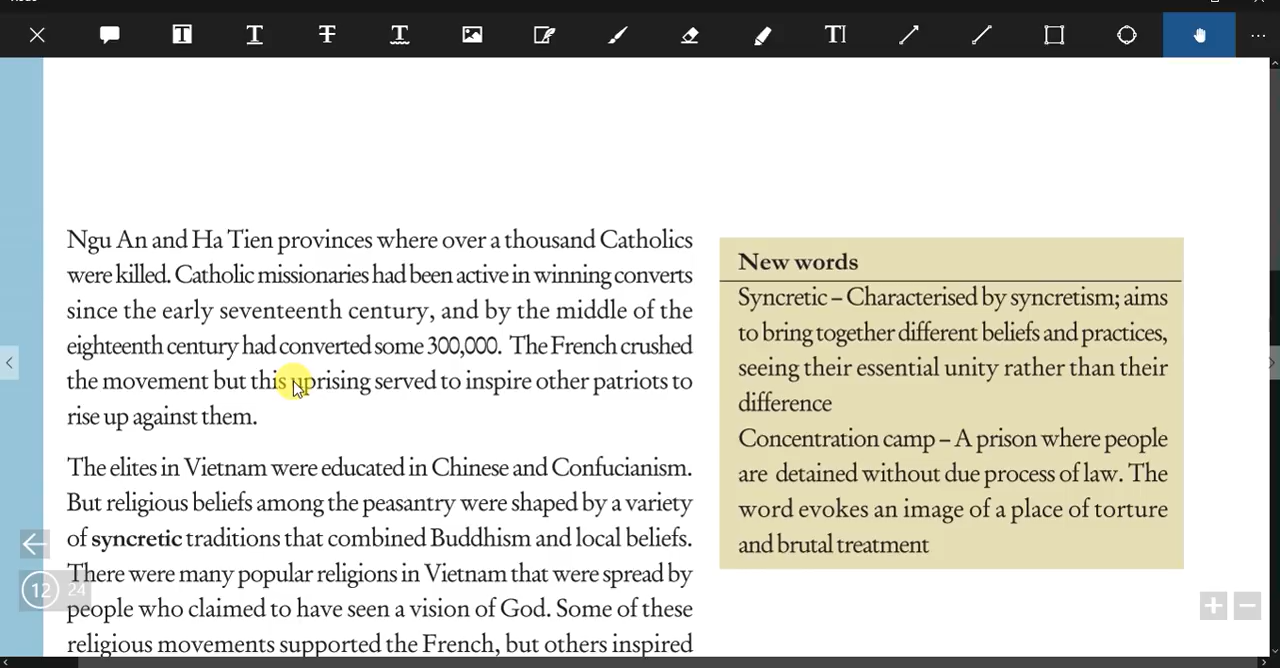 Ngu An and Ha Tien provinces where over a thousand Catholics
were killed. Catholic missionaries had been active in winning converts
since the early seventeenth century, and by the middle of the
eighteenth century had converted some 300,000. The French crushed
the movement but this uprising served to inspire other patriots to
rise up against them.
The elites in Vietnam were educated in Chinese and Confucianism.
But religious beliefs among the peasantry were shaped by a variety
of syncretic traditions that combined Buddhism and local beliefs.
There were many popular religions in Vietnam that were spread by
people who claimed to have seen a vision of God. Some of these
religious movements supported the French, but others inspired
New words
Syncretic – Characterised by syncretism; aims
to bring together different beliefs and practices,
seeing their essential unity rather than their
difference
Concentration camp – A prison where people
are detained without due process of law. The
word evokes an image of a place of torture
and brutal treatment
12 24